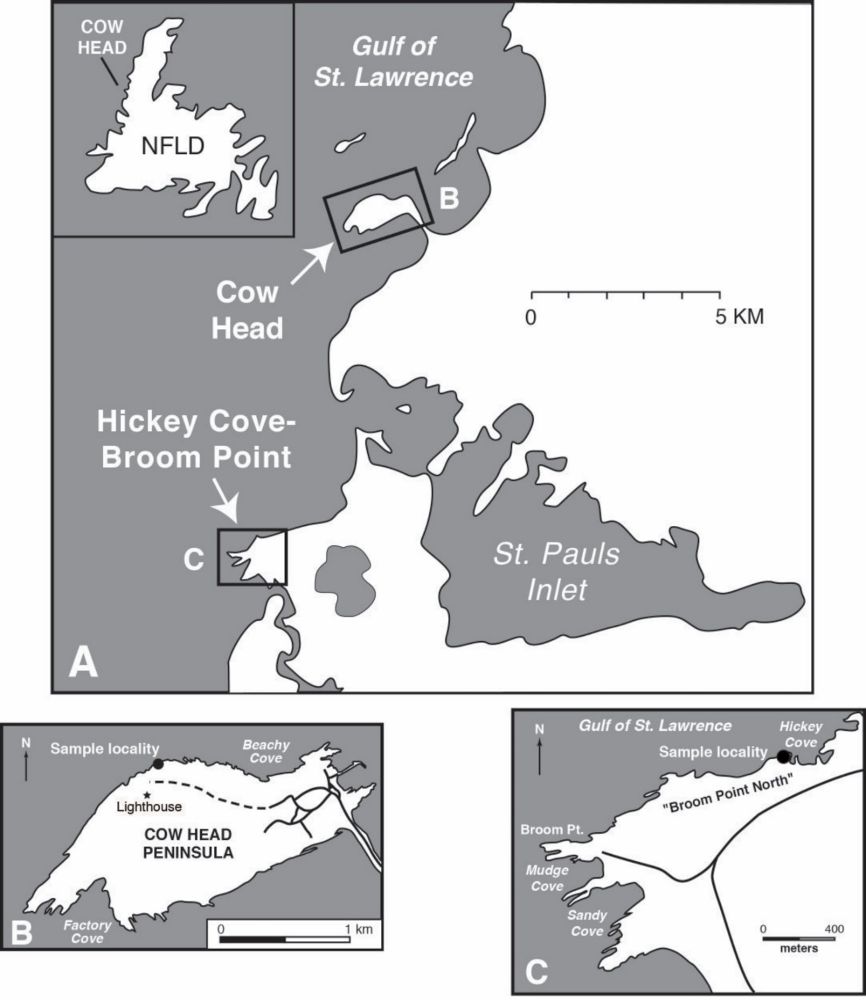 COW
HEAD
NFLD
Gulf of
St. Lawrence
B
Cow
Head
0
5 KM
Hickey Cove-
Broom Point
C
St. Pauls
Inlet
A
N
Sample locality
Beachy
Cove
Lighthouse
COW HEAD
PENINSULA
Factory
Cove
B
0
1 km
N
Gulf of St. Lawrence
Hickey
Cove
Sample locality
"Broom Point North"
Broom Pt.
Mudge
Cove
Sandy
Cove
0
400
meters
C